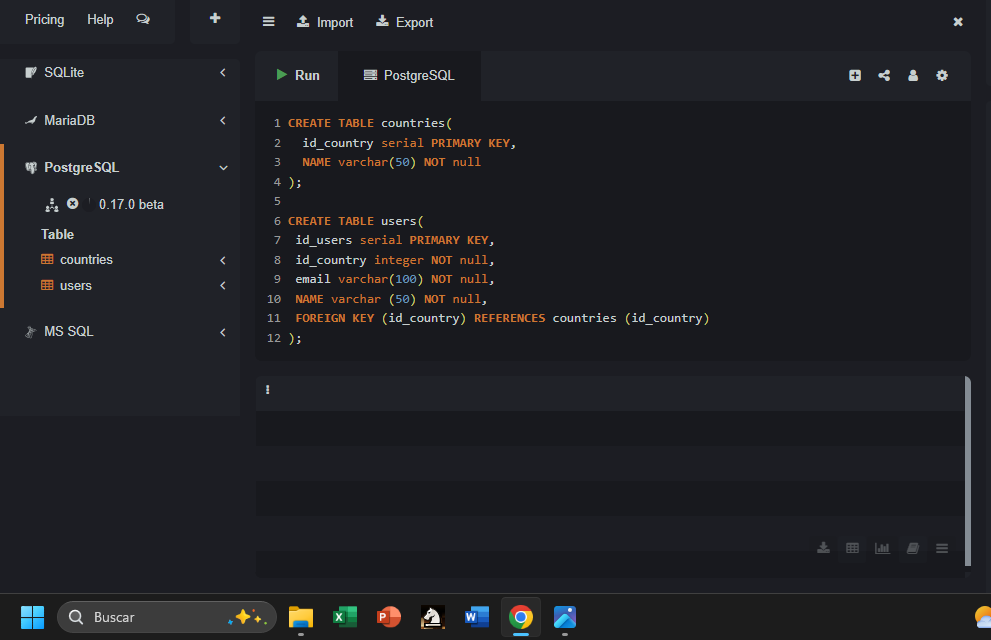 Pricing Help
Import Export
SQLite
MariaDB
PostgreSQL
0.17.0 beta
Table
countries
users
MS SQL
Run PostgreSQL
1 CREATE TABLE countries(
2 id_country serial PRIMARY KEY,
3 NAME varchar(50) NOT null
4 );
5
6 CREATE TABLE users(
7 id_users serial PRIMARY KEY,
8 id_country integer NOT null,
9 email varchar(100) NOT null,
10 NAME varchar (50) NOT null,
11 FOREIGN KEY (id_country) REFERENCES countries (id_country)
12 );
Buscar